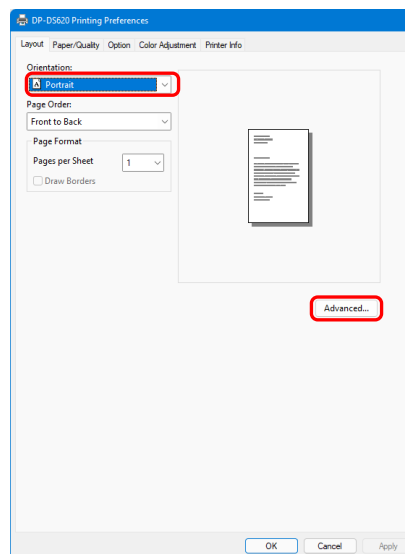 DP-DS620 Printing Preferences
Layout Paper/Quality Option Color Adjustment Printer Info
Orientation:
A Portrait
Page Order:
Front to Back
Page Format
Pages per Sheet 1
Draw Borders
Advanced...
OK Cancel Apply